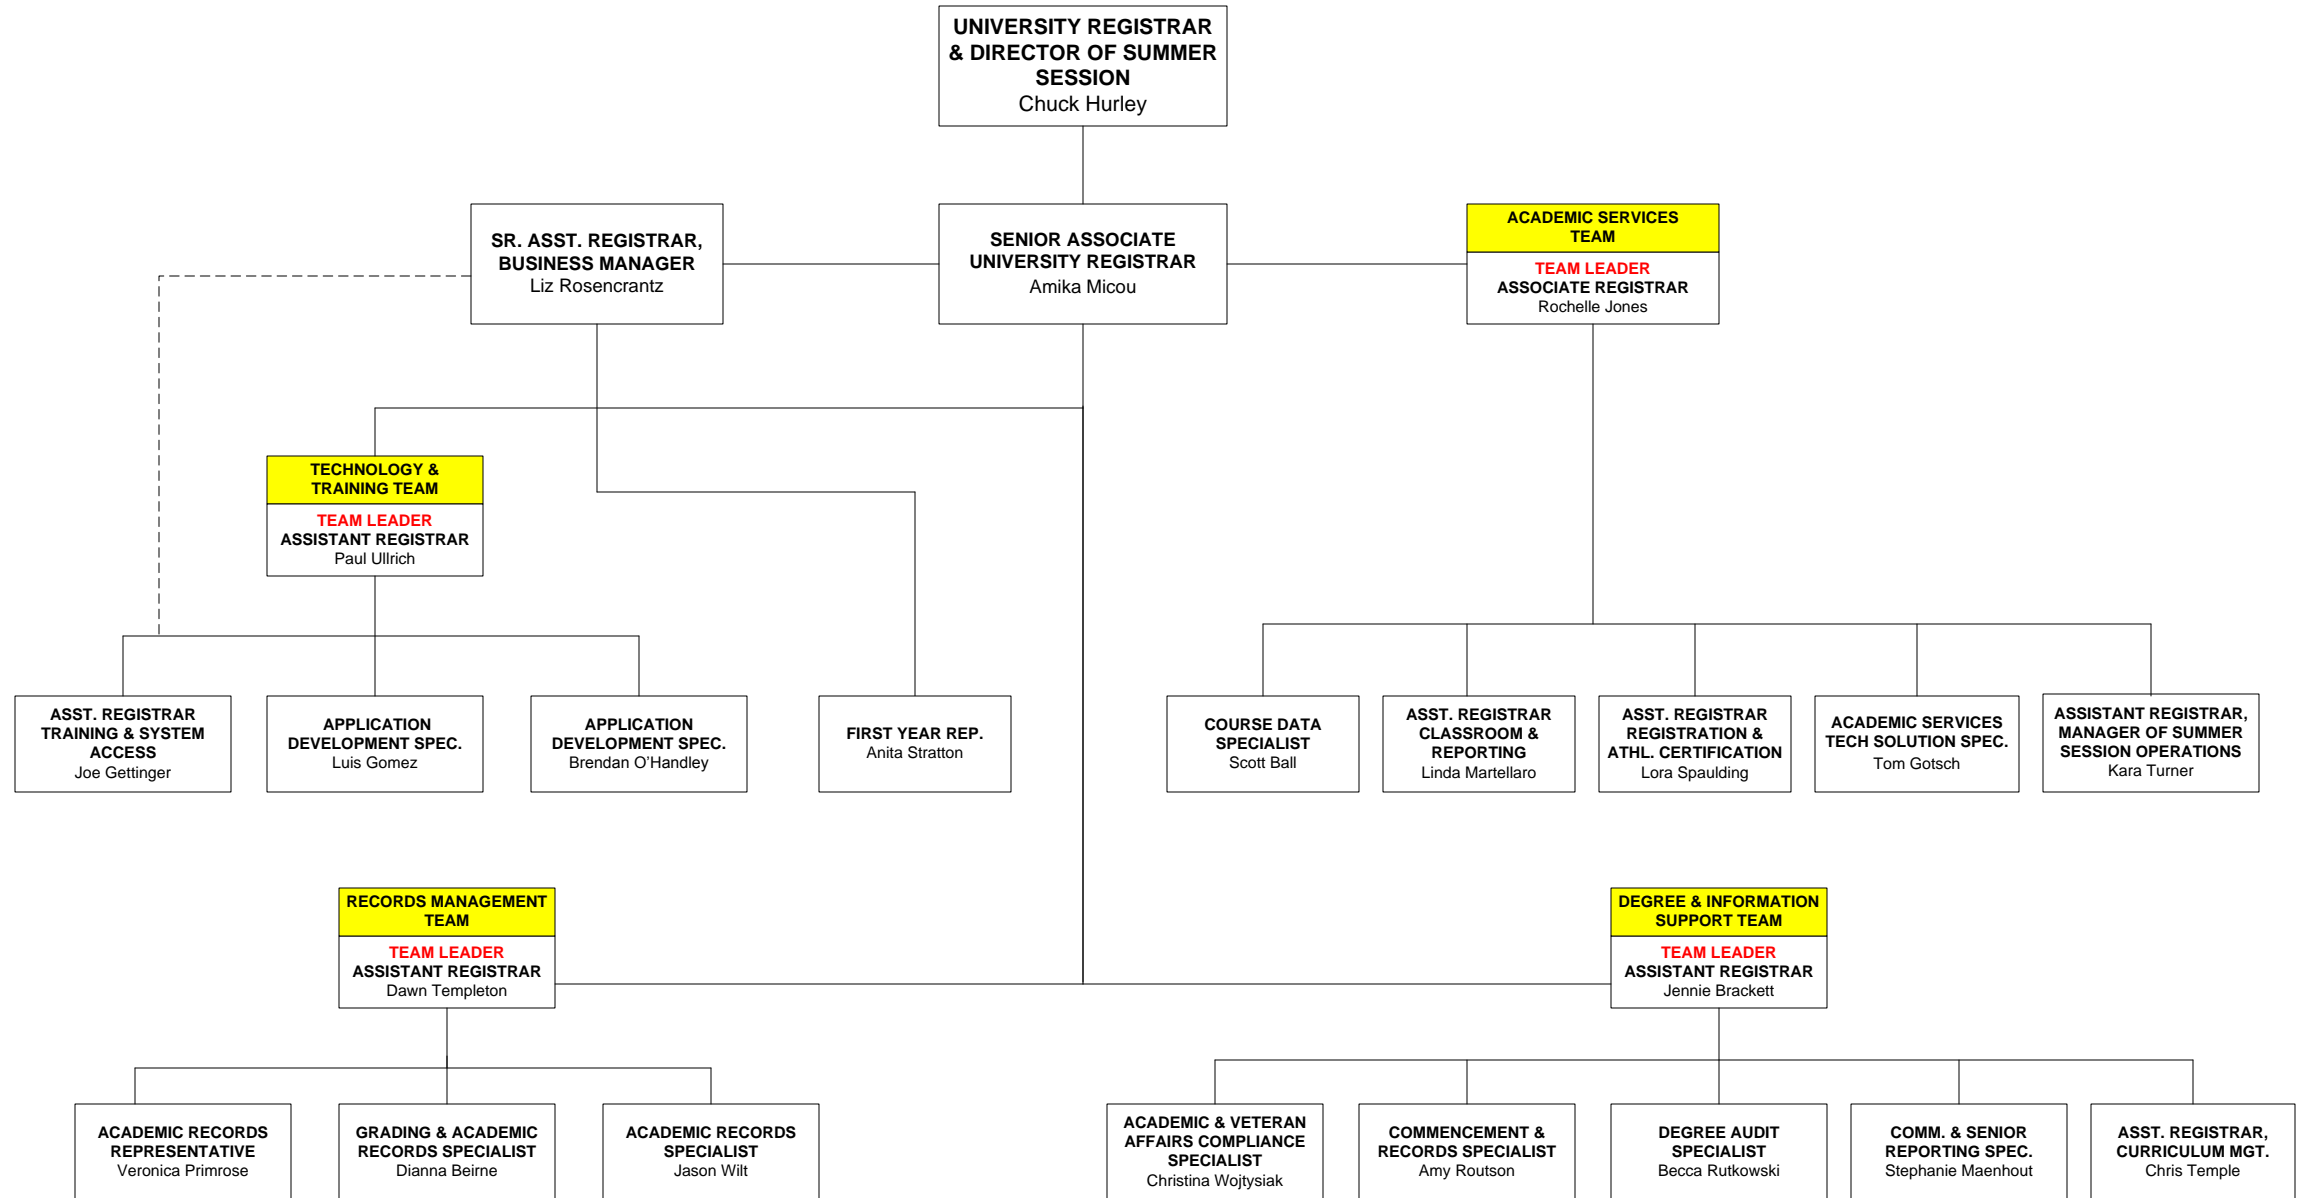 UNIVERSITY REGISTRAR
& DIRECTOR OF SUMMER
SESSION
Chuck Hurley
SR. ASST. REGISTRAR,
BUSINESS MANAGER
Liz Rosencrantz
SENIOR ASSOCIATE
UNIVERSITY REGISTRAR
Amika Micou
ACADEMIC SERVICES
TEAM
TEAM LEADER
ASSOCIATE REGISTRAR
Rochelle Jones
TECHNOLOGY &
TRAINING TEAM
TEAM LEADER
ASSISTANT REGISTRAR
Paul Ullrich
ASST. REGISTRAR
TRAINING & SYSTEM
ACCESS
Joe Gettinger
APPLICATION
DEVELOPMENT SPEC.
Luis Gomez
APPLICATION
DEVELOPMENT SPEC.
Brendan O’Handley
FIRST YEAR REP.
Anita Stratton
COURSE DATA
SPECIALIST
Scott Ball
ASST. REGISTRAR
CLASSROOM &
REPORTING
Linda Martellaro
ASST. REGISTRAR
REGISTRATION &
ATHL. CERTIFICATION
Lora Spaulding
ACADEMIC SERVICES
TECH SOLUTION SPEC.
Tom Gotsch
ASSISTANT REGISTRAR,
MANAGER OF SUMMER
SESSION OPERATIONS
Kara Turner
RECORDS MANAGEMENT
TEAM
TEAM LEADER
ASSISTANT REGISTRAR
Dawn Templeton
DEGREE & INFORMATION
SUPPORT TEAM
TEAM LEADER
ASSISTANT REGISTRAR
Jennie Brackett
ACADEMIC RECORDS
REPRESENTATIVE
Veronica Primrose
GRADING & ACADEMIC
RECORDS SPECIALIST
Dianna Beirne
ACADEMIC RECORDS
SPECIALIST
Jason Wilt
ACADEMIC & VETERAN
AFFAIRS COMPLIANCE
SPECIALIST
Christina Wojtysiak
COMMENCEMENT &
RECORDS SPECIALIST
Amy Routson
DEGREE AUDIT
SPECIALIST
Becca Rutkowski
COMM. & SENIOR
REPORTING SPEC.
Stephanie Maenhout
ASST. REGISTRAR,
CURRICULUM MGT.
Chris Temple